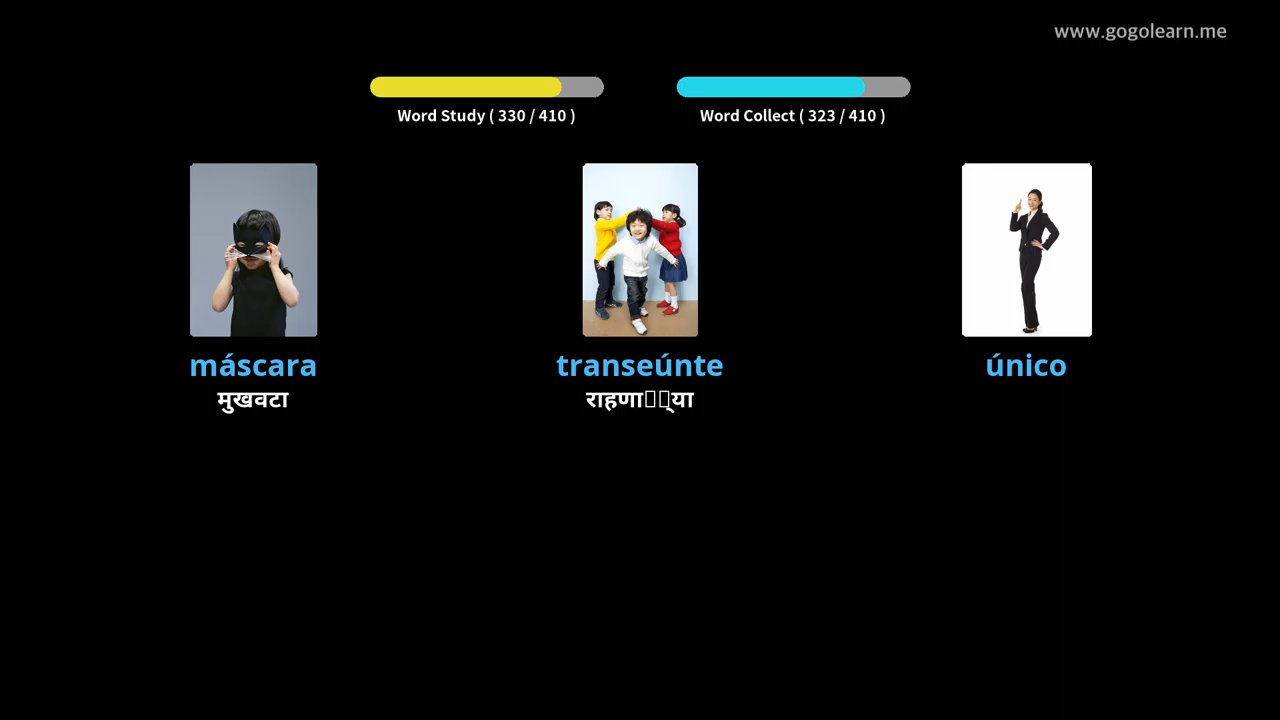 www.gogolearn.me
Word Study ( 330 / 410 )
Word Collect ( 323 / 410 )
máscara
transeúnte
único
मुखवटा